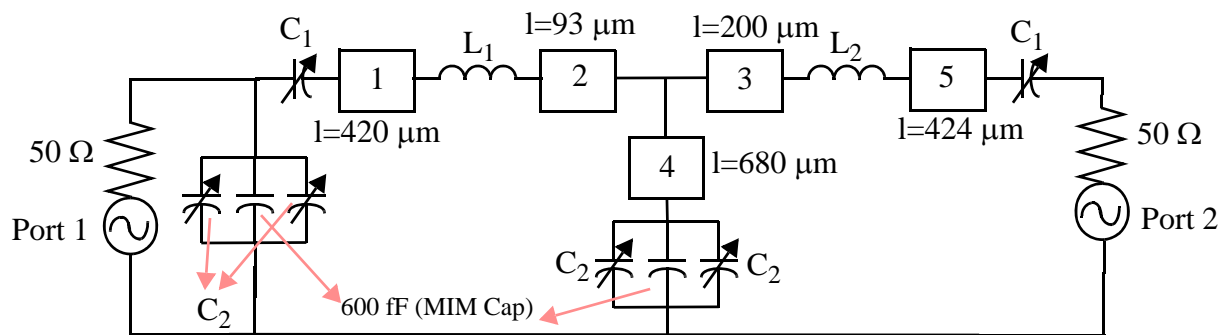 C1
L1
l=93 μm
l=200 μm
L2
C1
1
2
3
5
l=420 μm
l=424 μm
50 Ω
50 Ω
4
l=680 μm
Port 1
Port 2
C2
C2
C2
600 fF (MIM Cap)